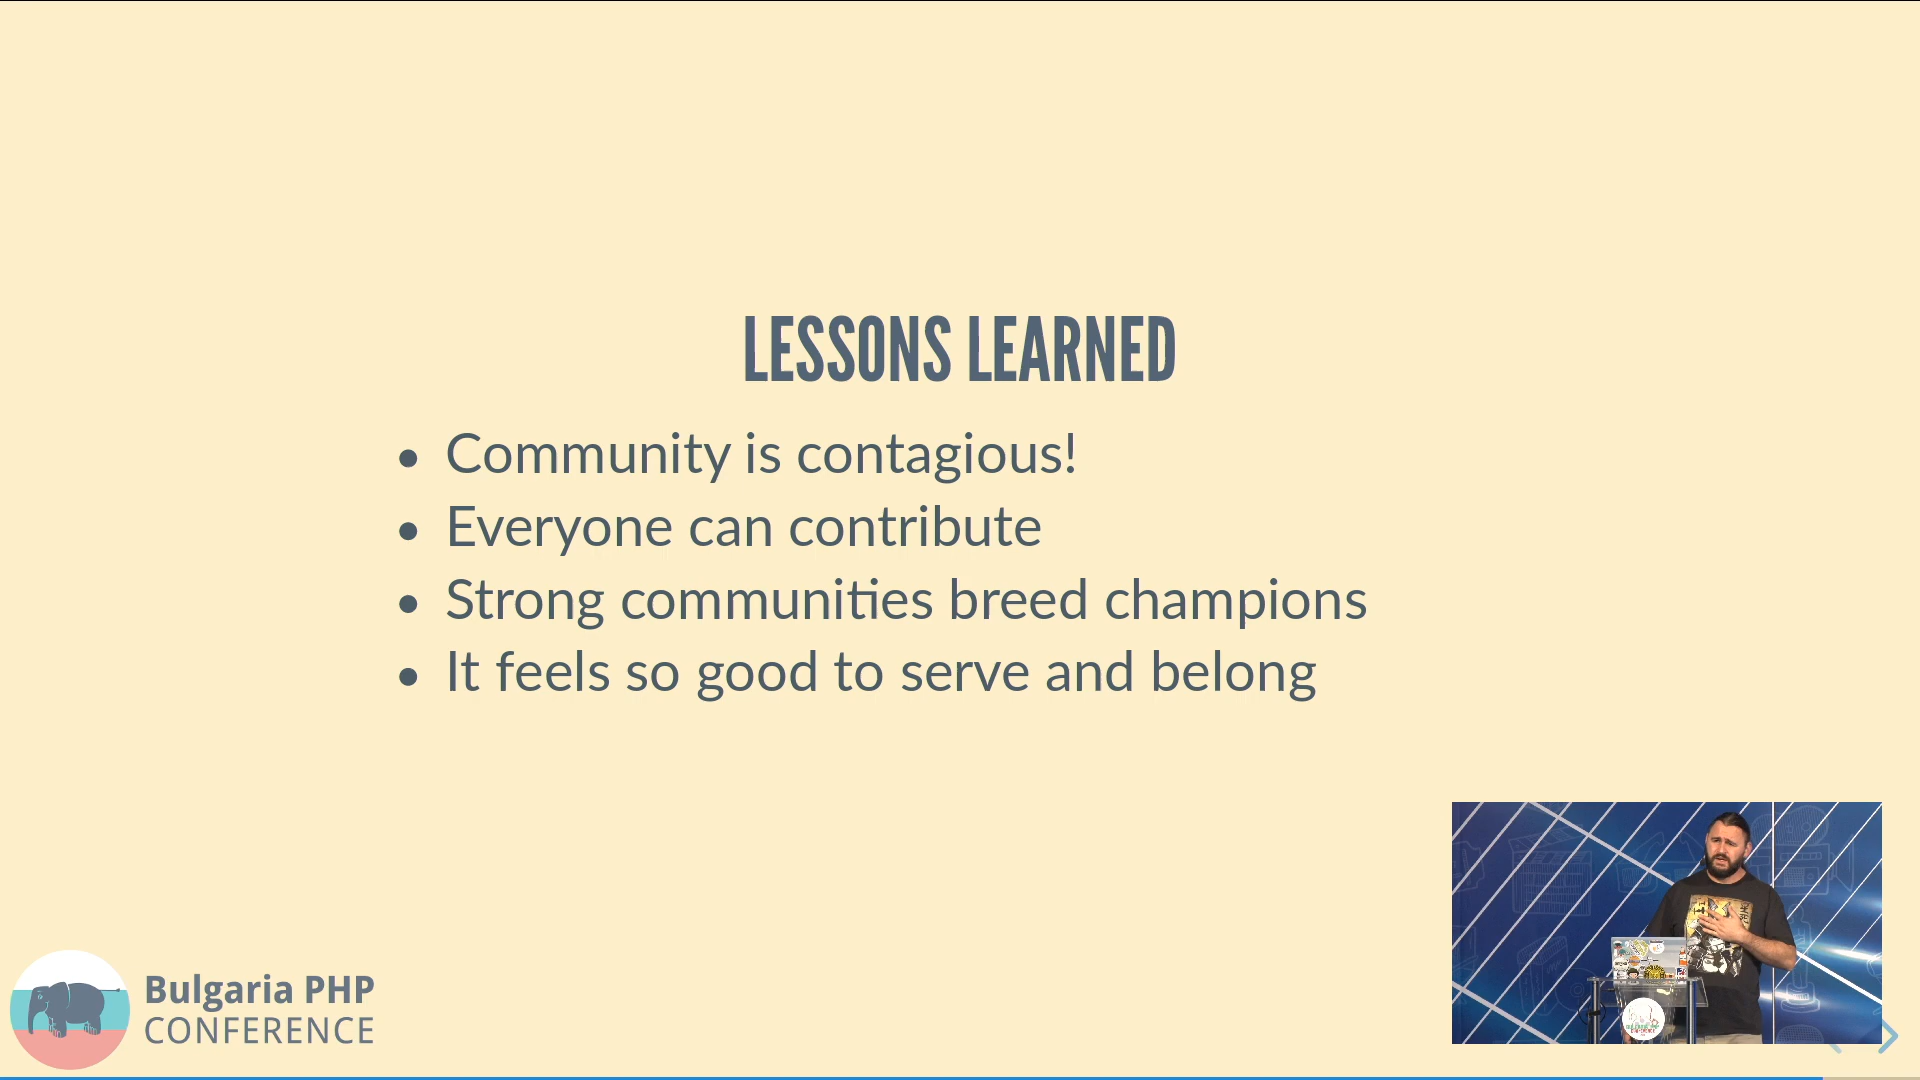 LESSONS LEARNED
• Community is contagious!
• Everyone can contribute
• Strong communities breed champions
• It feels so good to serve and belong
Bulgaria PHP
CONFERENCE